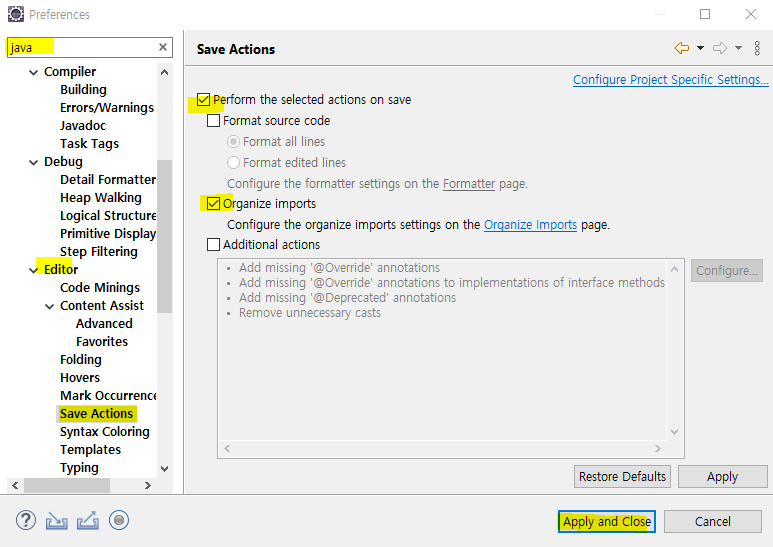 Preferences
java
Save Actions
Configure Project Specific Settings...
Compiler
Building
Errors/Warnings
Javadoc
Task Tags
Debug
Detail Formatter
Heap Walking
Logical Structure
Primitive Display
Step Filtering
Editor
Code Minings
Content Assist
Advanced
Favorites
Folding
Hovers
Mark Occurrence
Save Actions
Syntax Coloring
Templates
Typing
Perform the selected actions on save
Format source code
Format all lines
Format edited lines
Configure the formatter settings on the Formatter page.
Organize imports
Configure the organize imports settings on the Organize Imports page.
Additional actions
• Add missing '@Override' annotations
• Add missing '@Override' annotations to implementations of interface methods
• Add missing '@Deprecated' annotations
• Remove unnecessary casts
Configure...
Restore Defaults
Apply
?
Apply and Close
Cancel